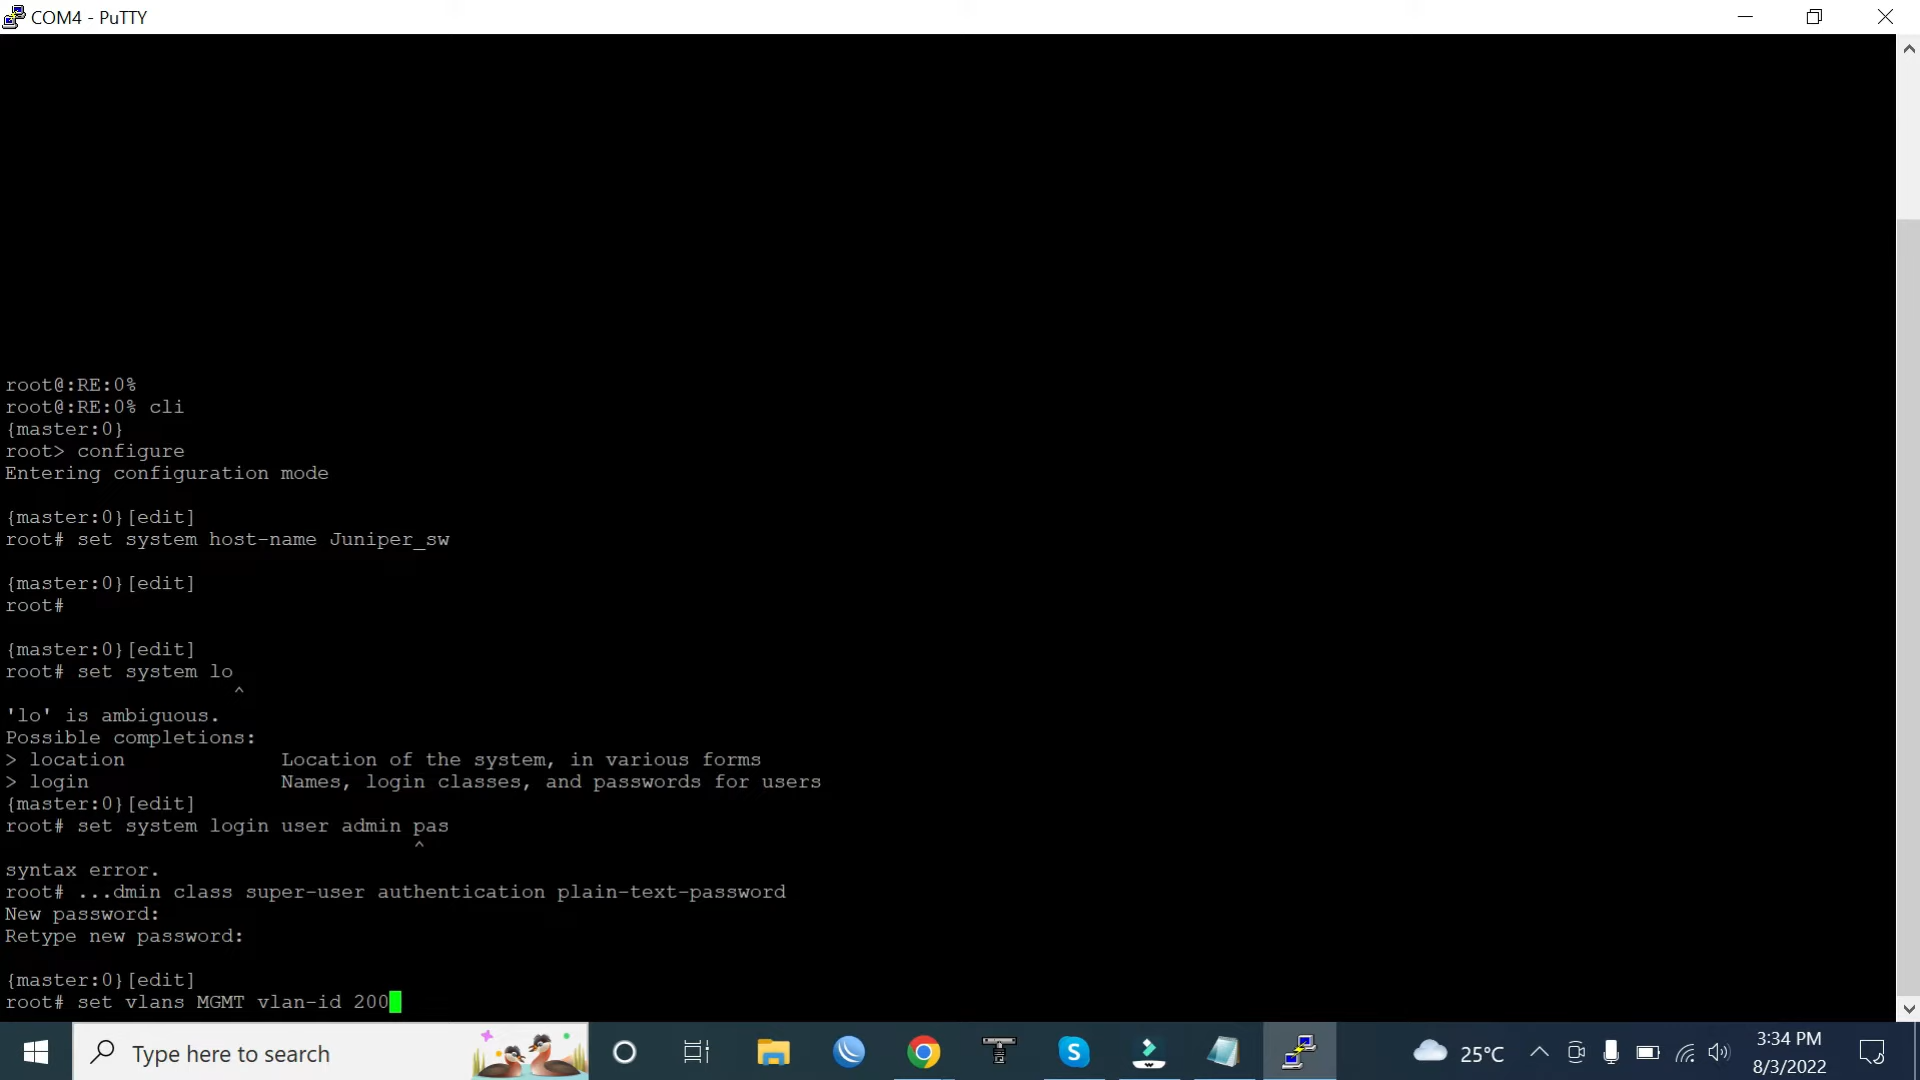 COM4 - PuTTY
root@:RE:0%
root@:RE:0% cli
{master:0}
root> configure
Entering configuration mode
{master:0}[edit]
root# set system host-name Juniper_sw
{master:0}[edit]
root#
{master:0}[edit]
root# set system lo
^
'lo' is ambiguous.
Possible completions:
> location Location of the system, in various forms
> login Names, login classes, and passwords for users
{master:0}[edit]
root# set system login user admin pas
^
syntax error.
root# ...dmin class super-user authentication plain-text-password
New password:
Retype new password:
{master:0}[edit]
root# set vlans MGMT vlan-id 200
Type here to search
25°C
3:34 PM
8/3/2022